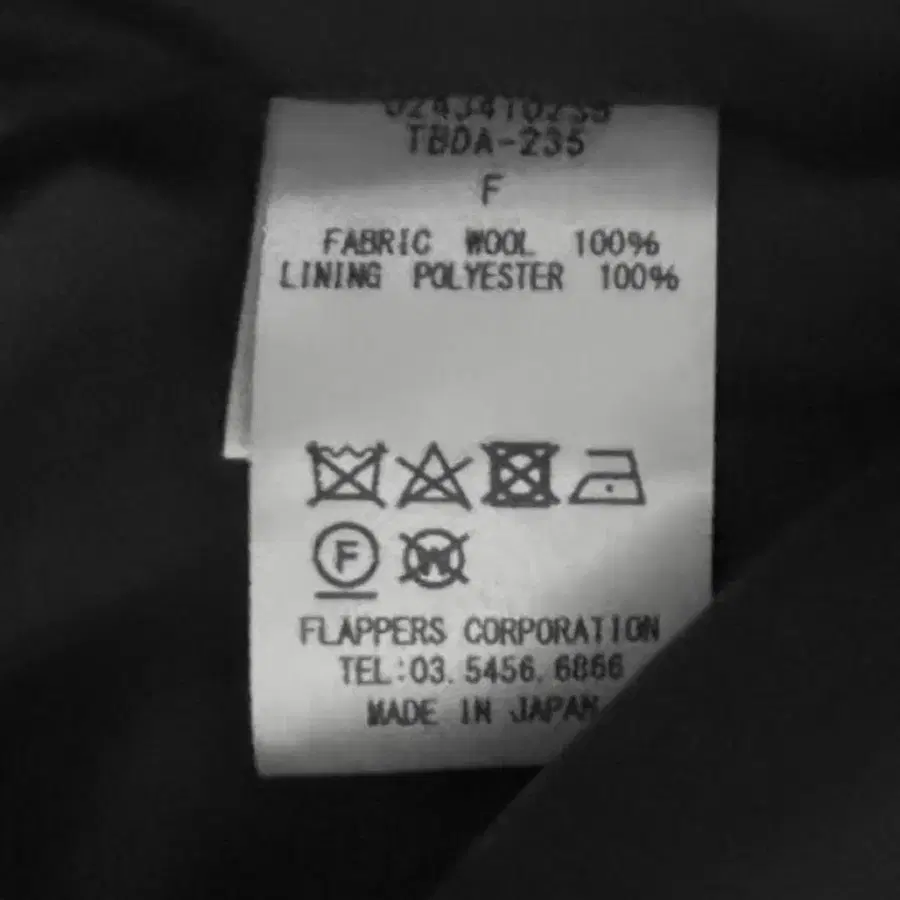 TBDA-235
F
FABRIC WOOL 100%
LINING POLYESTER 100%
F W
FLAPPERS CORPORATION
TEL:03.5456.6866
MADE IN JAPAN